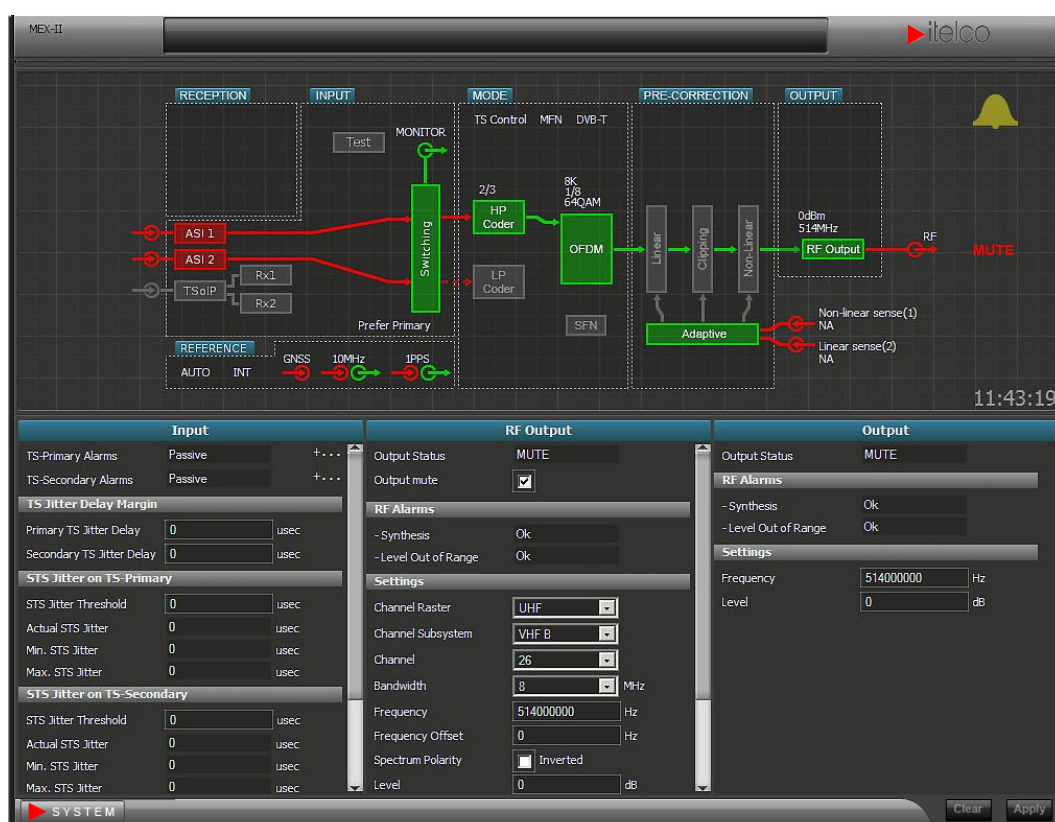 MEX-II
itelco
RECEPTION
INPUT
MODE
PRE-CORRECTION
OUTPUT
TS Control MFN DVB-T
Test
MONITOR
2/3
8K
1/8
64QAM
HP
Coder
OFDM
Switching
ASI 1
ASI 2
TSoIP
Rx1
Rx2
LP
Coder
SFN
Prefer Primary
Linear
Clipping
Non-Linear
0dBm
514MHz
RF Output
RF
MUTE
Adaptive
Non-linear sense(1)
NA
Linear sense(2)
NA
REFERENCE
AUTO INT
GNSS
10MHz
1PPS
11:43:19
Input
TS-Primary Alarms Passive +...
TS-Secondary Alarms Passive +...
TS Jitter Delay Margin
Primary TS Jitter Delay 0 usec
Secondary TS Jitter Delay 0 usec
STS Jitter on TS-Primary
STS Jitter Threshold 0 usec
Actual STS Jitter 0 usec
Min. STS Jitter 0 usec
Max. STS Jitter 0 usec
STS Jitter on TS-Secondary
STS Jitter Threshold 0 usec
Actual STS Jitter 0 usec
Min. STS Jitter 0 usec
Max. STS Jitter 0 usec
RF Output
Output Status MUTE
Output mute
RF Alarms
- Synthesis Ok
- Level Out of Range Ok
Settings
Channel Raster UHF
Channel Subsystem VHF B
Channel 26
Bandwidth 8 MHz
Frequency 514000000 Hz
Frequency Offset 0 Hz
Spectrum Polarity Inverted
Level 0 dB
Output
Output Status MUTE
RF Alarms
- Synthesis Ok
- Level Out of Range Ok
Settings
Frequency 514000000 Hz
Level 0 dB
SYSTEM
Clear
Apply